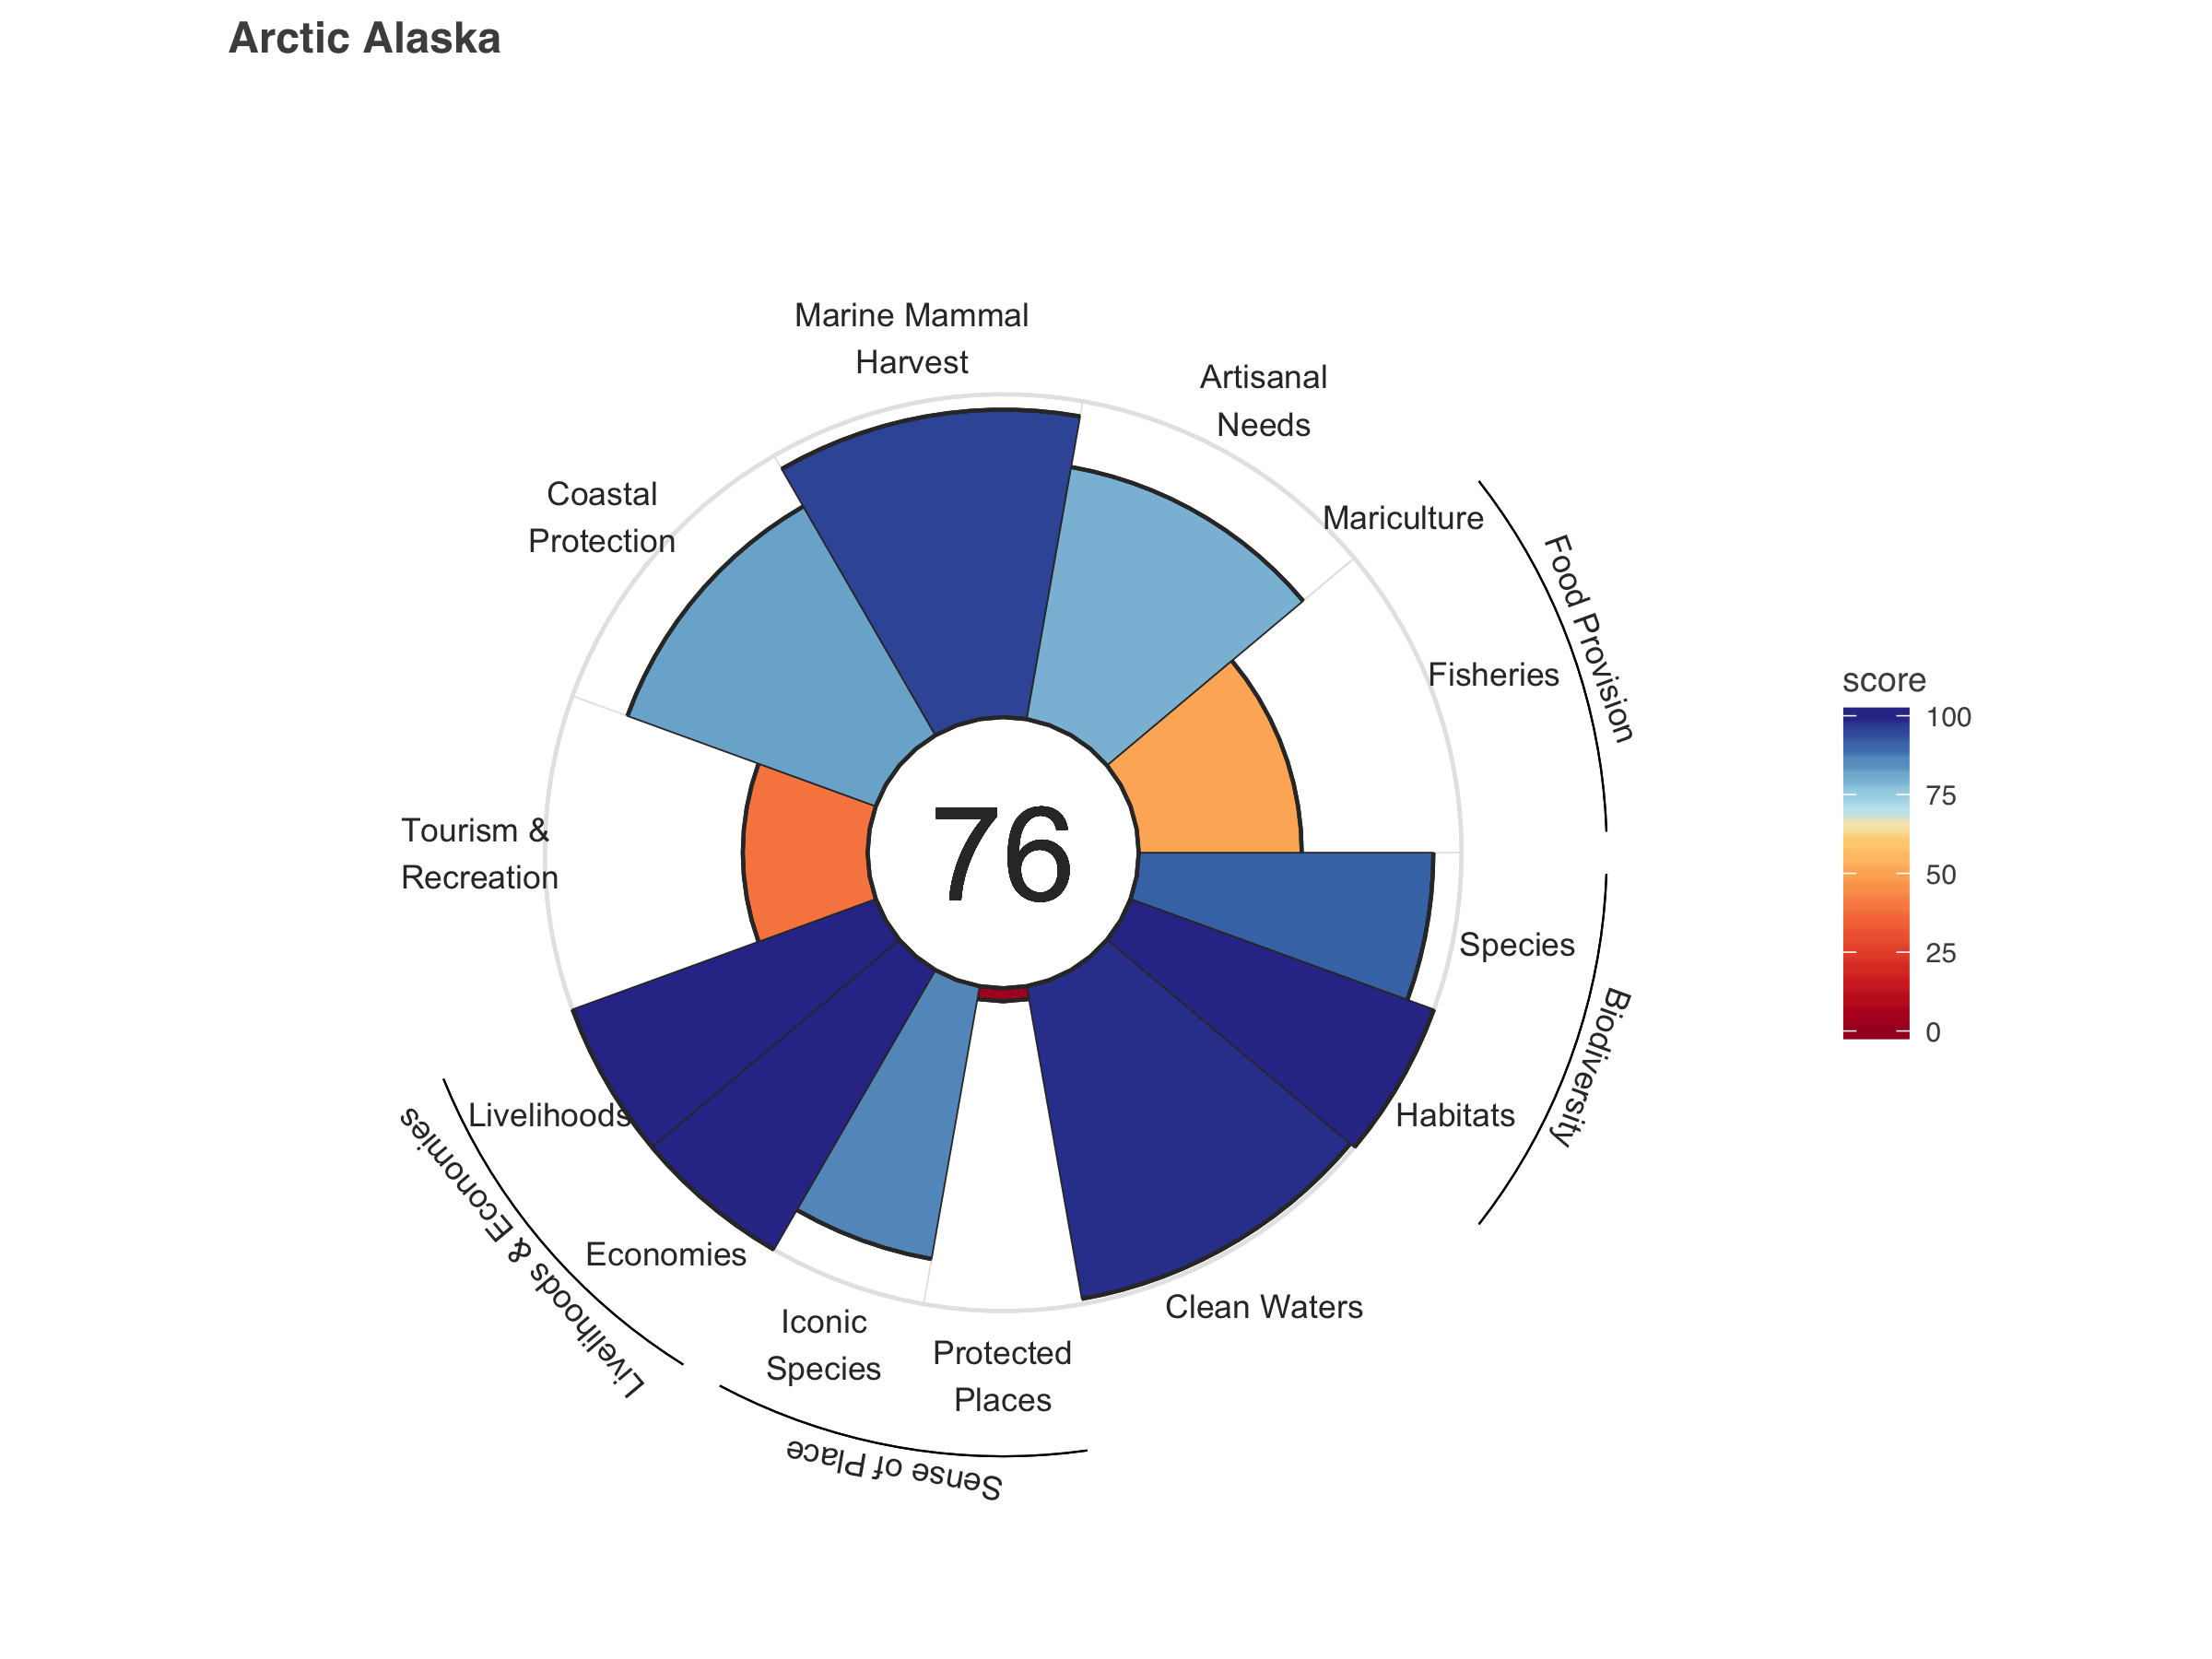 Arctic Alaska
Marine Mammal
Harvest
Artisanal
Needs
Mariculture
Fisheries
Food Provision
Species
Habitats
Biodiversity
Clean Waters
Protected
Places
Iconic
Species
Sense of Place
Economies
Livelihoods
Livelihoods & Economies
Tourism &
Recreation
Coastal
Protection
76
score
100
75
50
25
0